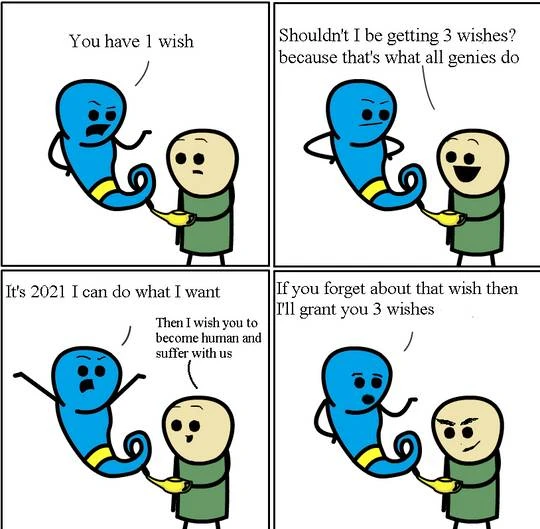 You have 1 wish
Shouldn't I be getting 3 wishes?
because that's what all genies do
It's 2021 I can do what I want
Then I wish you to
become human and
suffer with us
If you forget about that wish then
I'll grant you 3 wishes